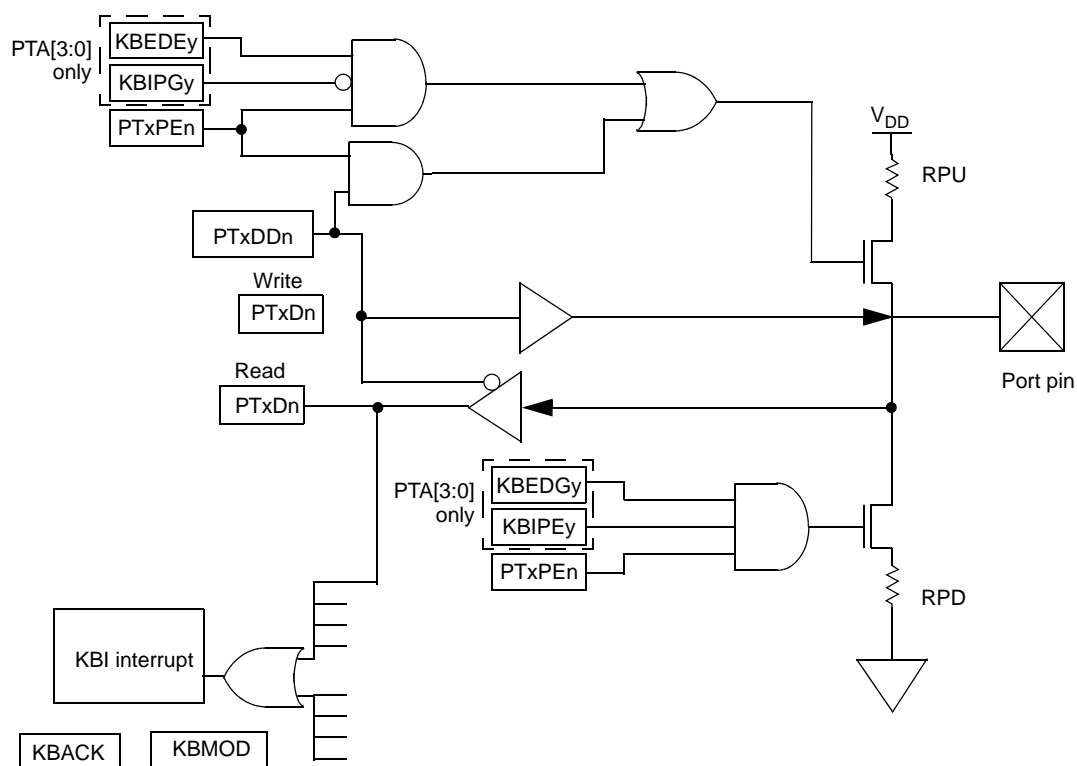 PTA[3:0]
only
KBEDEy
KBIPGy
PTxPEn
VDD
RPU
PTxDDn
Write
PTxDn
Read
PTxDn
Port pin
PTA[3:0]
only
KBEDGy
KBIPEy
PTxPEn
RPD
KBI interrupt
KBACK
KBMOD